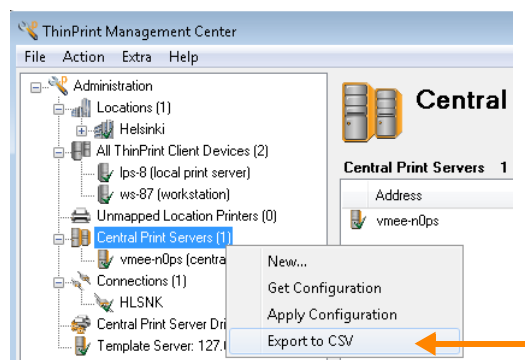 ThinPrint Management Center
File Action Extra Help
Administration
Locations (1)
Helsinki
All ThinPrint Client Devices (2)
lps-8 (local print server)
ws-87 (workstation)
Unmapped Location Printers (0)
Central Print Servers (1)
vmee-n0ps (centra
Connections (1)
HLSNK
Central Print Server Dri
Template Server: 127.
Central
Central Print Servers 1
Address
vmee-n0ps
New...
Get Configuration
Apply Configuration
Export to CSV